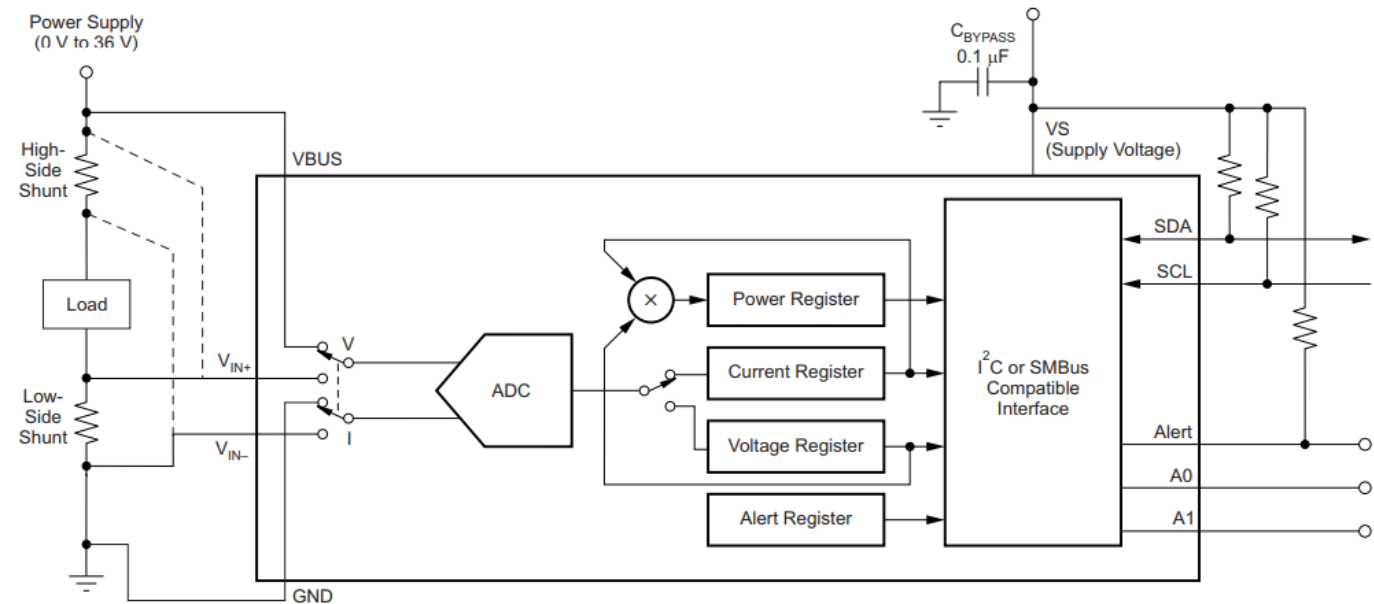 Power Supply
(0 V to 36 V)
CBYPASS
0.1 μF
VS
(Supply Voltage)
High-
Side
Shunt
VBUS
SDA
SCL
Load
Power Register
×
V
VIN+
ADC
Current Register
I2C or SMBus
Compatible
Interface
Low-
Side
Shunt
I
VIN–
Voltage Register
Alert
A0
Alert Register
A1
GND